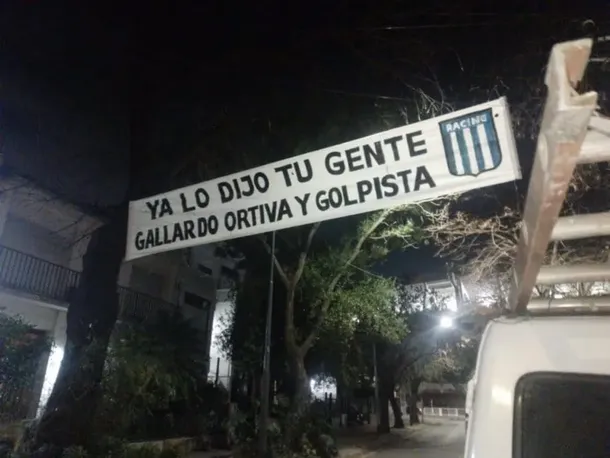 YA LO DIJO TU GENTE
GALLARDO ORTIVA Y GOLPISTA
RACING